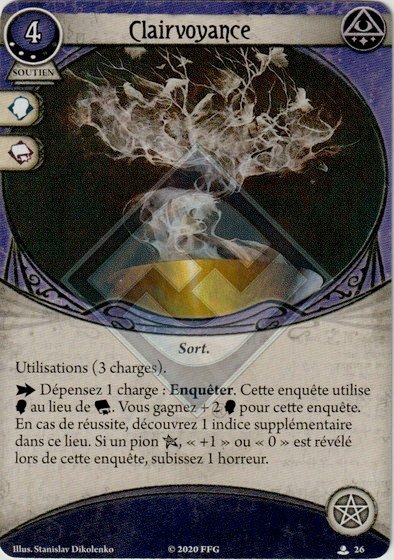 Clairvoyance
4
SOUTIEN
Sort.
Utilisations (3 charges).
Dépensez 1 charge : Enquêter. Cette enquête utilise
au lieu de . Vous gagnez +2 pour cette enquête.
En cas de réussite, découvrez 1 indice supplémentaire
dans ce lieu. Si un pion , « +1 » ou « 0 » est révélé
lors de cette enquête, subissez 1 horreur.
Illus. Stanislav Dikolenko
© 2020 FFG
26